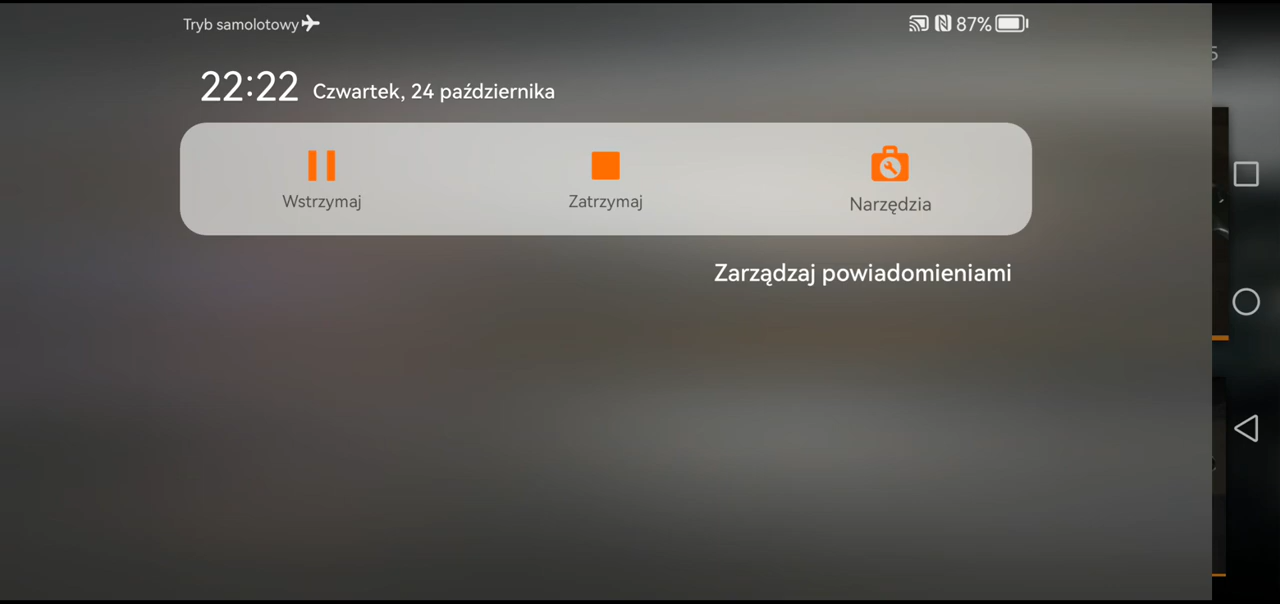 Tryb samolotowy
87%
22:22 Czwartek, 24 października
Wstrzymaj
Zatrzymaj
Narzędzia
Zarządzaj powiadomieniami